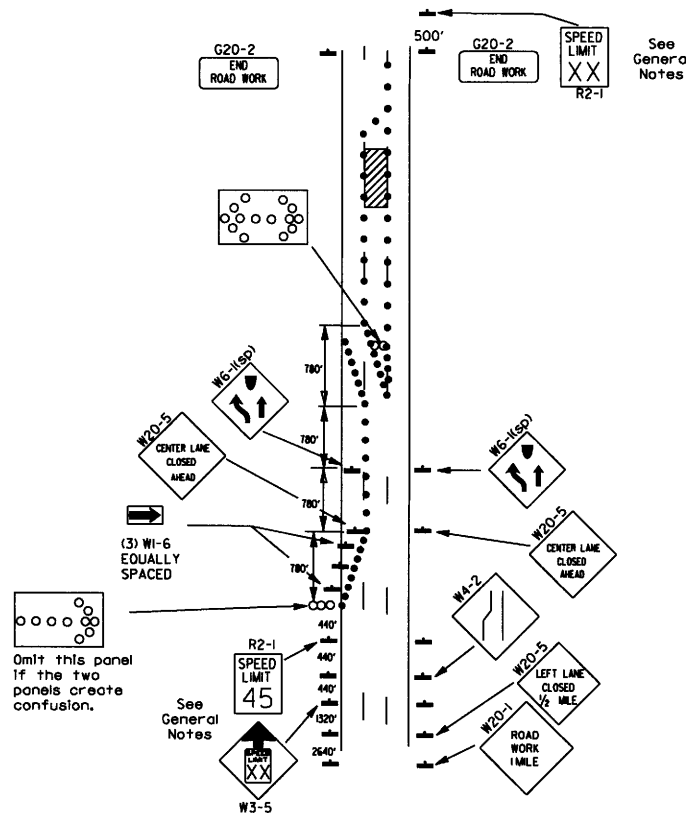 500'
G20-2
END
ROAD WORK
G20-2
END
ROAD WORK
SPEED
LIMIT
XX
R2-1
See
General
Notes
780'
W6-1(sp)
W20-5
CENTER LANE
CLOSED
AHEAD
780'
780'
W6-1(sp)
(3) W1-6
EQUALLY
SPACED
780'
W20-5
CENTER LANE
CLOSED
AHEAD
Omit this panel
if the two
panels create
confusion.
440'
R2-1
SPEED
LIMIT
45
440'
440'
1320'
2640'
W4-2
W20-5
LEFT LANE
CLOSED
1/2 MILE
See
General
Notes
SPEED
LIMIT
XX
W3-5
W20-1
ROAD
WORK
1 MILE